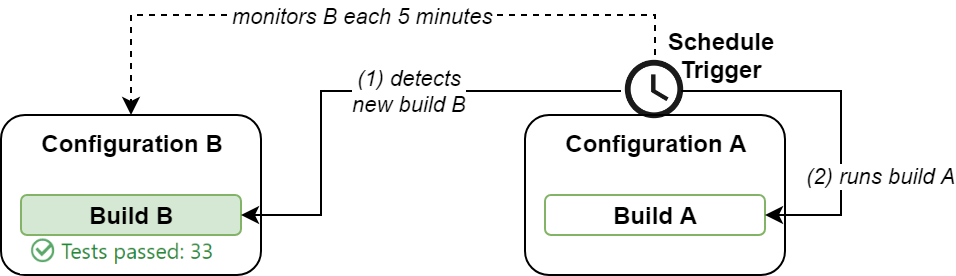 monitors B each 5 minutes
Schedule
Trigger
(1) detects
new build B
Configuration B
Configuration A
(2) runs build A
Build B
Build A
Tests passed: 33